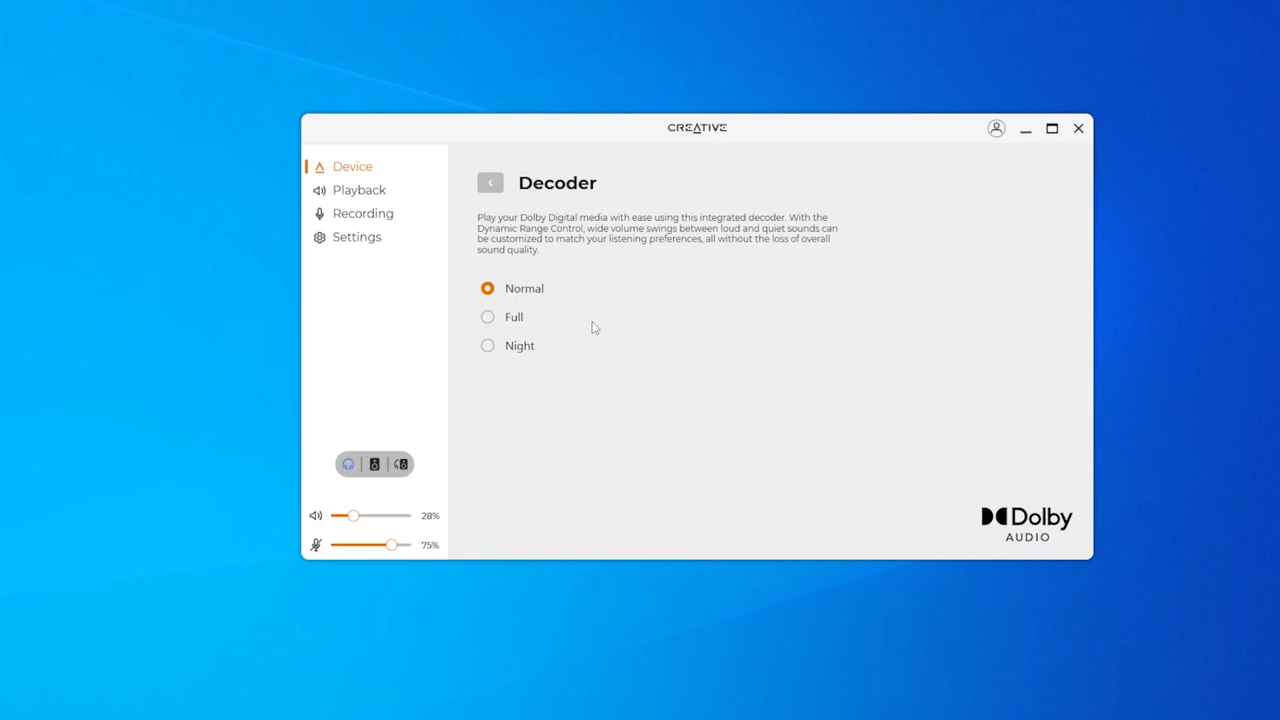 CREATIVE
Device
Playback
Recording
Settings
28%
75%
Decoder
Play your Dolby Digital media with ease using this integrated decoder. With the
Dynamic Range Control, wide volume swings between loud and quiet sounds can
be customized to match your listening preferences, all without the loss of overall
sound quality.
Normal
Full
Night
Dolby
AUDIO